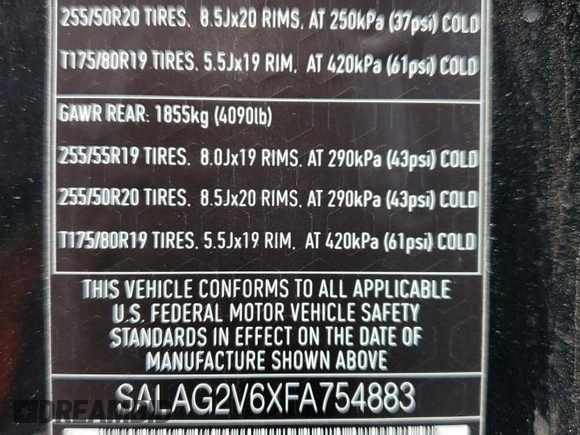 255/50R20 TIRES. 8.5Jx20 RIMS, AT 250kPa (37psi) COLD
T175/80R19 TIRES. 5.5Jx19 RIM, AT 420kPa (61psi) COLD
GAWR REAR: 1855kg (4090lb)
255/55R19 TIRES. 8.0Jx19 RIMS, AT 290kPa (43psi) COLD
255/50R20 TIRES. 8.5Jx20 RIMS, AT 290kPa (43psi) COLD
T175/80R19 TIRES. 5.5Jx19 RIM, AT 420kPa (61psi) COLD
THIS VEHICLE CONFORMS TO ALL APPLICABLE
U.S. FEDERAL MOTOR VEHICLE SAFETY
STANDARDS IN EFFECT ON THE DATE OF
MANUFACTURE SHOWN ABOVE
SALAG2V6XFA754883
DREAMBID